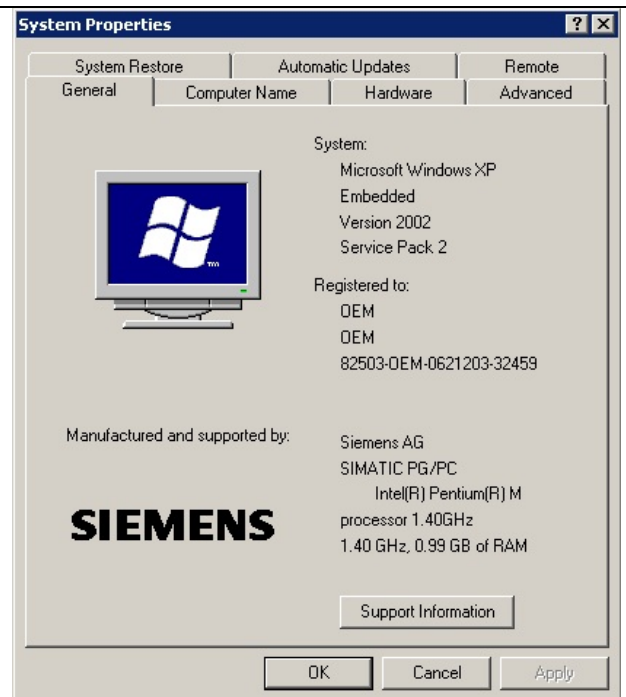 System Properties
System Restore Automatic Updates Remote
General Computer Name Hardware Advanced
System:
Microsoft Windows XP
Embedded
Version 2002
Service Pack 2
Registered to:
OEM
OEM
82503-OEM-0621203-32459
Manufactured and supported by:
SIEMENS
Siemens AG
SIMATIC PG/PC
Intel(R) Pentium(R) M
processor 1.40GHz
1.40 GHz, 0.99 GB of RAM
Support Information
OK Cancel Apply